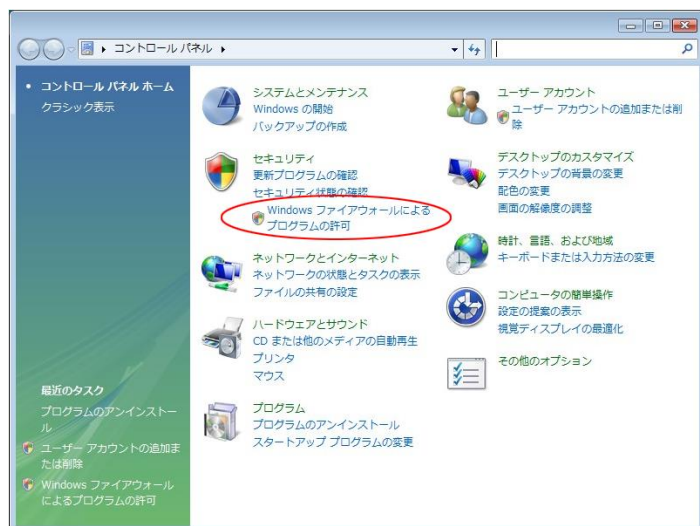 コントロール パネル
コントロール パネル ホーム
クラシック表示
システムとメンテナンス
Windows の開始
バックアップの作成
セキュリティ
更新プログラムの確認
セキュリティ状態の確認
Windows ファイアウォールによる
プログラムの許可
ネットワークとインターネット
ネットワークの状態とタスクの表示
ファイルの共有の設定
ハードウェアとサウンド
CD または他のメディアの自動再生
プリンタ
マウス
プログラム
プログラムのアンインストール
スタートアップ プログラムの変更
ユーザー アカウント
ユーザー アカウントの追加または削
除
デスクトップのカスタマイズ
デスクトップの背景の変更
配色の変更
画面の解像度の調整
時計、言語、および地域
キーボードまたは入力方法の変更
コンピュータの簡単操作
設定の提案の表示
視覚ディスプレイの最適化
その他のオプション
最近のタスク
プログラムのアンインストー
ル
ユーザー アカウントの追加ま
たは削除
Windows ファイアウォール
によるプログラムの許可